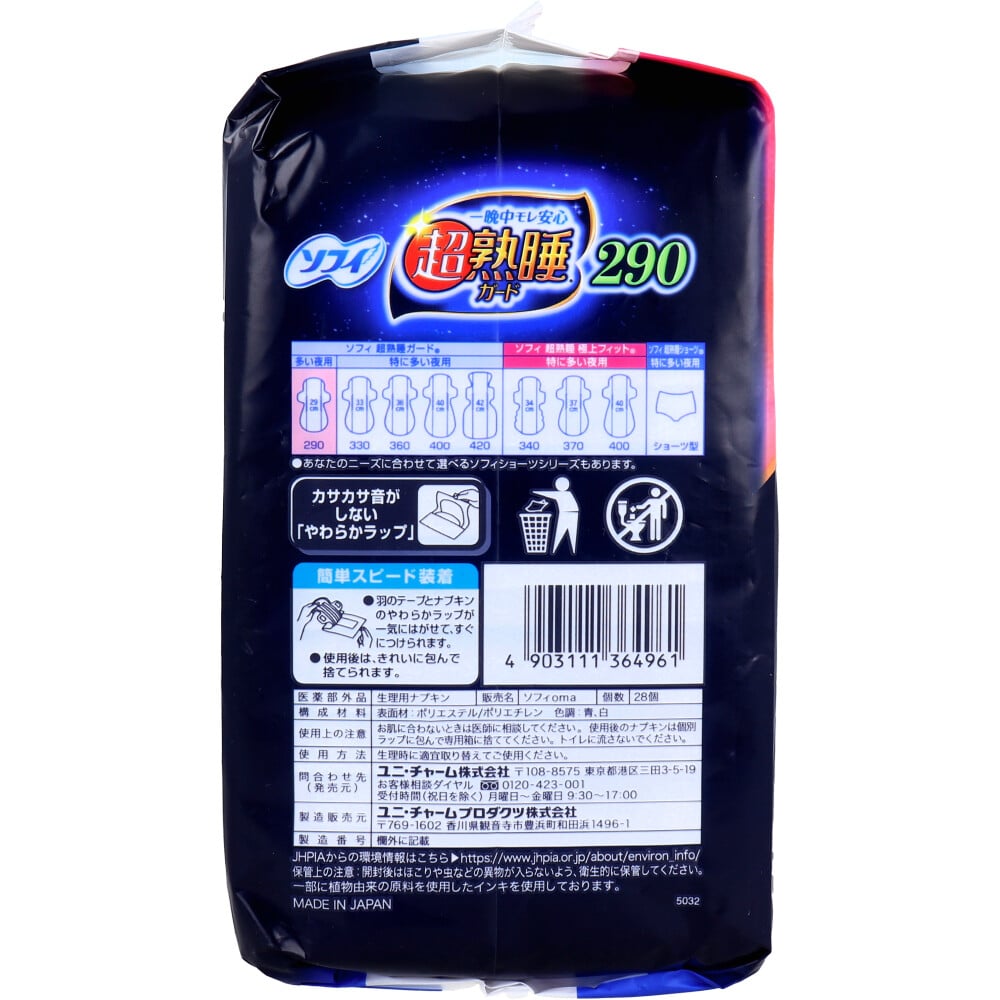 一晩中モレ安心
ソフィ 超熟睡® 290
ガード
ソフィ 超熟睡ガード® ソフィ 超熟睡 極上フィット® ソフィ 超熟睡ショーツ®
多い夜用 特に多い夜用 特に多い夜用 特に多い夜用
29cm 33cm 36cm 40cm 42cm 34cm 37cm 40cm
290 330 360 400 420 340 370 400 ショーツ型
●あなたのニーズに合わせて選べるソフィショーツシリーズもあります。
カサカサ音が
しない
「やわらかラップ」
簡単スピード装着
●羽のテープとナプキン
のやわらかラップが
一気にはがせて、すぐ
につけられます。
●使用後は、きれいに包んで
捨てられます。
4 903111 364961
医薬部外品 生理用ナプキン 販売名 ソフィoma 個数 28個
構成材料 表面材:ポリエステル/ポリエチレン 色調:青、白
使用上の注意 お肌に合わないときは医師に相談してください。使用後のナプキンは個別
ラップに包んで専用箱に捨ててください。トイレに流さないでください。
使用方法 生理時に適宜取り替えてご使用ください。
問合わせ先 ユニ・チャーム株式会社 〒108-8575 東京都港区三田3-5-19
(発売元) お客様相談ダイヤル 0120-423-001
受付時間(祝日を除く) 月曜日〜金曜日 9:30〜17:00
製造販売元 ユニ・チャームプロダクツ株式会社
〒769-1602 香川県観音寺市豊浜町和田浜1496-1
製造番号 欄外に記載
JHPIAからの環境情報はこちら▶https://www.jhpia.or.jp/about/environ_info/
保管上の注意:開封後はほこりや虫などの異物が入らないよう、衛生的に保管してください。
一部に植物由来の原料を使用したインキを使用しております。
MADE IN JAPAN 5032